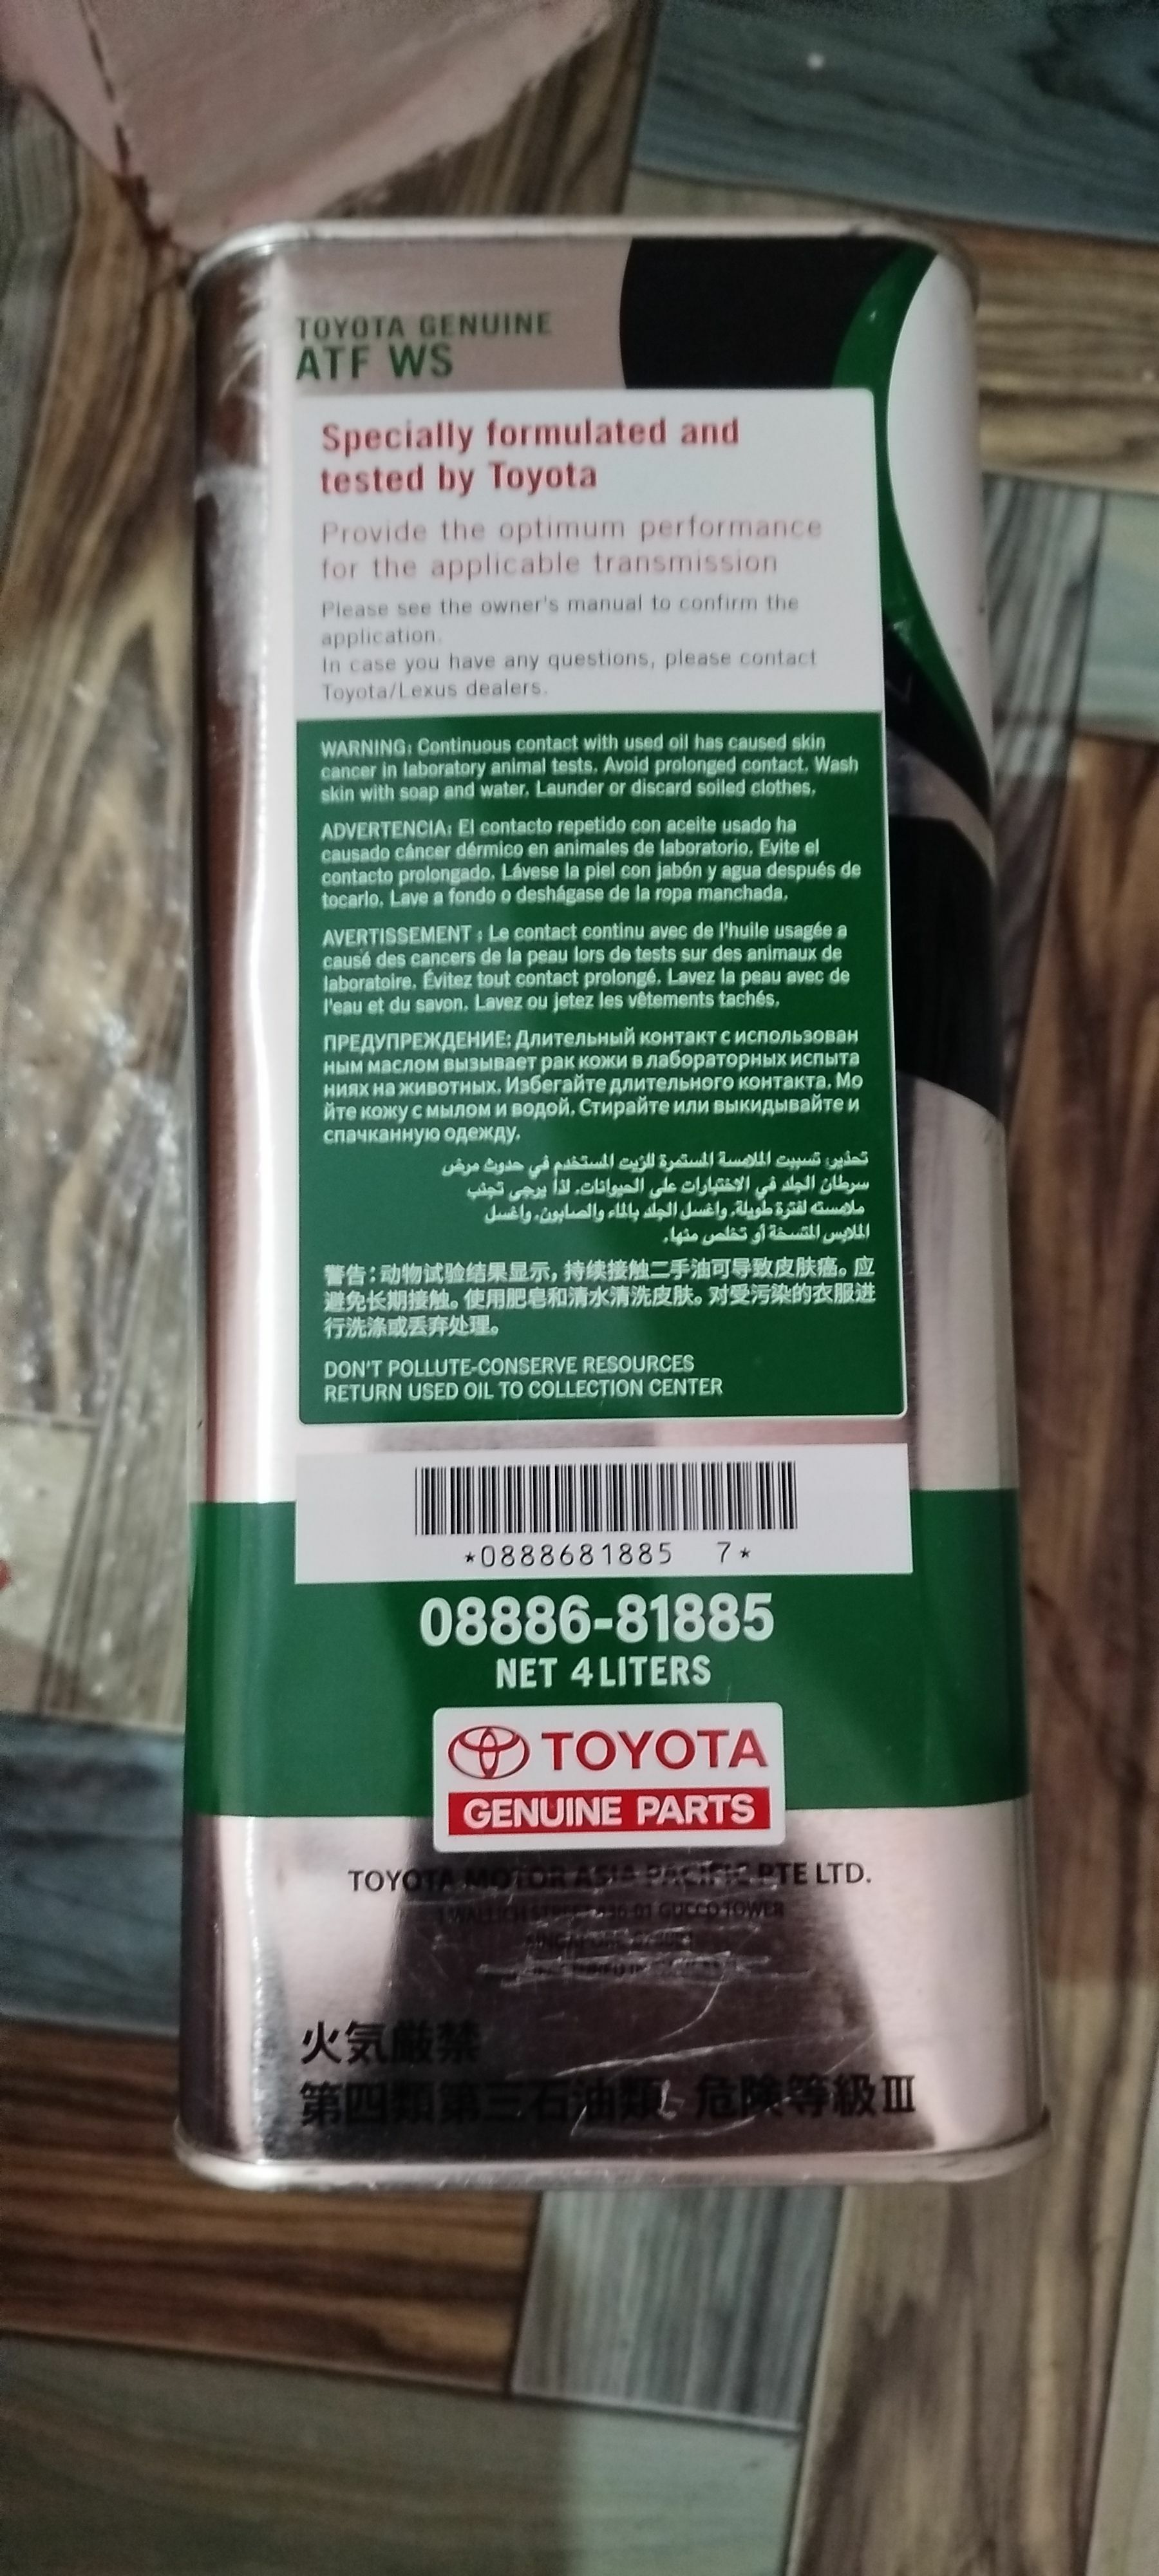 TOYOTA GENUINE
ATF WS
Specially formulated and
tested by Toyota
Provide the optimum performance
for the applicable transmission
Please see the owner's manual to confirm the
application.
In case you have any questions, please contact
Toyota/Lexus dealers.
WARNING: Continuous contact with used oil has caused skin
cancer in laboratory animal tests. Avoid prolonged contact. Wash
skin with soap and water. Launder or discard soiled clothes.
ADVERTENCIA: El contacto repetido con aceite usado ha
causado cáncer dérmico en animales de laboratorio. Evite el
contacto prolongado. Lávese la piel con jabón y agua después de
tocarlo. Lave a fondo o deshágase de la ropa manchada.
AVERTISSEMENT : Le contact continu avec de l'huile usagée a
causé des cancers de la peau lors de tests sur des animaux de
laboratoire. Évitez tout contact prolongé. Lavez la peau avec de
l'eau et du savon. Lavez ou jetez les vêtements tachés.
ПРЕДУПРЕЖДЕНИЕ: Длительный контакт с использован
ным маслом вызывает рак кожи в лабораторных испыта
ниях на животных. Избегайте длительного контакта. Мо
йте кожу с мылом и водой. Стирайте или выкидывайте и
спачканную одежду.
تحذير: تسببت الملامسة المستمرة للزيت المستخدم في حدوث مرض
سرطان الجلد في الاختبارات على الحيوانات. لذا يرجى تجنب
ملامسته لفترة طويلة. واغسل الجلد بالماء والصابون. واغسل
الملابس المتسخة أو تخلص منها.
警告：动物试验结果显示，持续接触二手油可导致皮肤癌。应
避免长期接触。使用肥皂和清水清洗皮肤。对受污染的衣服进
行洗涤或丢弃处理。
DON'T POLLUTE-CONSERVE RESOURCES
RETURN USED OIL TO COLLECTION CENTER
*0888681885 7*
08886-81885
NET 4 LITERS
TOYOTA
GENUINE PARTS
TOYOTA MOTOR ASIA PACIFIC PTE LTD.
TOWER
火気厳禁
第四類第三石油類 危険等級III